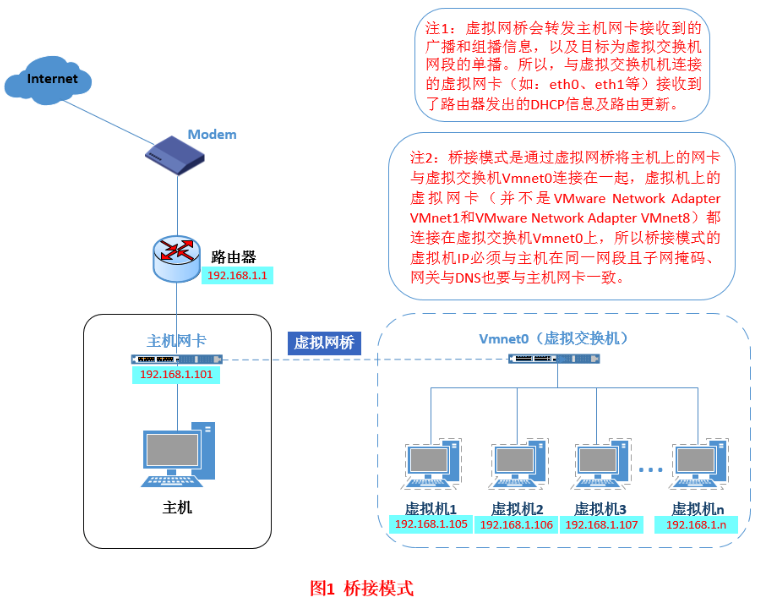 注1：虚拟网桥会转发主机网卡接收到的
广播和组播信息，以及目标为虚拟交换机
网段的单播。所以，与虚拟交换机机连接
的虚拟网卡（如：eth0、eth1等）接收到
了路由器发出的DHCP信息及路由更新。
Internet
Modem
注2：桥接模式是通过虚拟网桥将主机上的网卡
与虚拟交换机Vmnet0连接在一起，虚拟机上的
虚拟网卡（并不是VMware Network Adapter
VMnet1和VMware Network Adapter VMnet8）都
连接在虚拟交换机Vmnet0上，所以桥接模式的
虚拟机IP必须与主机在同一网段且子网掩码、
网关与DNS也要与主机网卡一致。
路由器
192.168.1.1
主机网卡
虚拟网桥
Vmnet0（虚拟交换机）
192.168.1.101
主机
虚拟机1
虚拟机2
虚拟机3
虚拟机n
192.168.1.105
192.168.1.106
192.168.1.107
192.168.1.n
图1 桥接模式